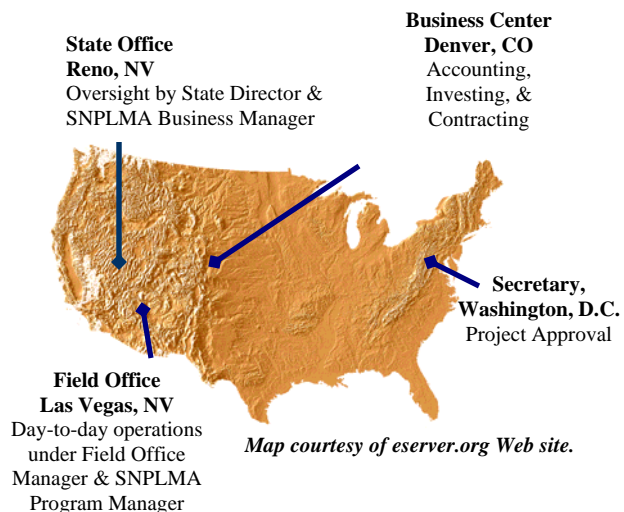 Business Center
Denver, CO
Accounting,
Investing, &
Contracting
State Office
Reno, NV
Oversight by State Director &
SNPLMA Business Manager
Secretary,
Washington, D.C.
Project Approval
Field Office
Las Vegas, NV
Day-to-day operations
under Field Office
Manager & SNPLMA
Program Manager
Map courtesy of eserver.org Web site.